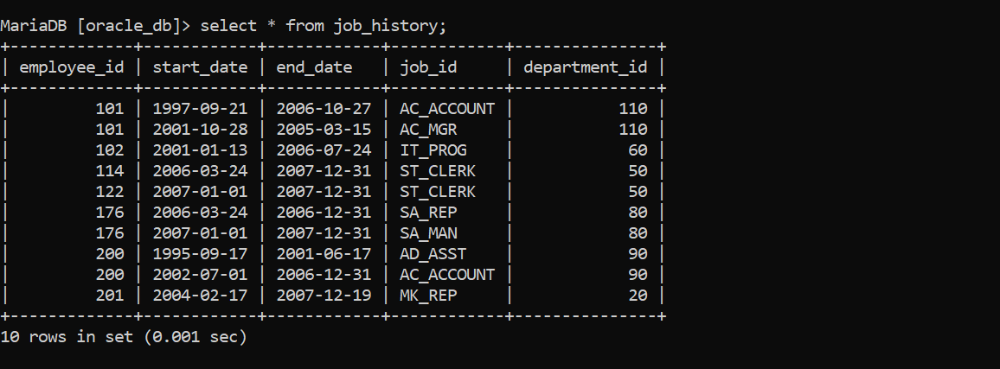 MariaDB [oracle_db]> select * from job_history;
+-------------+------------+------------+------------+---------------+
| employee_id | start_date | end_date   | job_id     | department_id |
+-------------+------------+------------+------------+---------------+
|         101 | 1997-09-21 | 2006-10-27 | AC_ACCOUNT |           110 |
|         101 | 2001-10-28 | 2005-03-15 | AC_MGR     |           110 |
|         102 | 2001-01-13 | 2006-07-24 | IT_PROG    |            60 |
|         114 | 2006-03-24 | 2007-12-31 | ST_CLERK   |            50 |
|         122 | 2007-01-01 | 2007-12-31 | ST_CLERK   |            50 |
|         176 | 2006-03-24 | 2006-12-31 | SA_REP     |            80 |
|         176 | 2007-01-01 | 2007-12-31 | SA_MAN     |            80 |
|         200 | 1995-09-17 | 2001-06-17 | AD_ASST    |            90 |
|         200 | 2002-07-01 | 2006-12-31 | AC_ACCOUNT |            90 |
|         201 | 2004-02-17 | 2007-12-19 | MK_REP     |            20 |
+-------------+------------+------------+------------+---------------+
10 rows in set (0.001 sec)